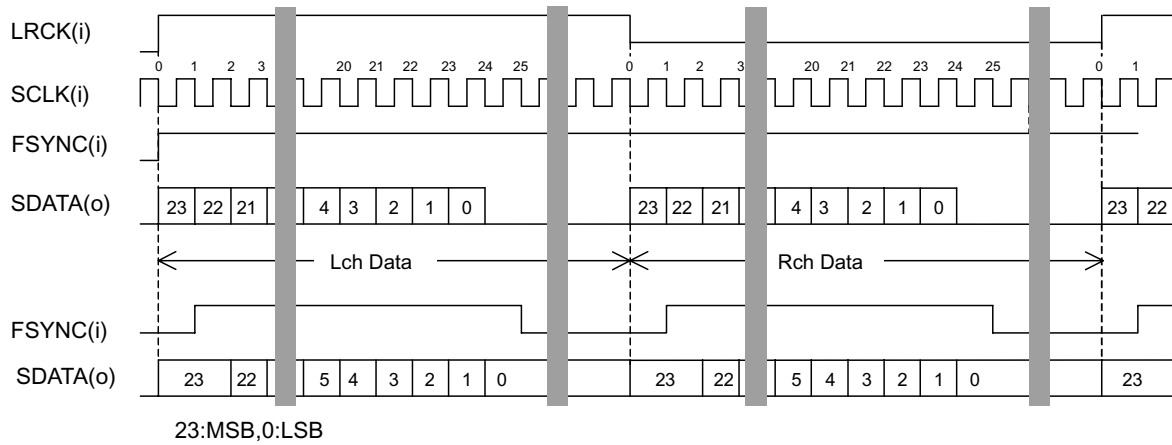 LRCK(i)
0 1 2 3 20 21 22 23 24 25 0 1 2 3 20 21 22 23 24 25 0 1
SCLK(i)
FSYNC(i)
SDATA(o) 23 22 21 4 3 2 1 0 23 22 21 4 3 2 1 0 23 22
Lch Data Rch Data
FSYNC(i)
SDATA(o) 23 22 5 4 3 2 1 0 23 22 5 4 3 2 1 0 23
23:MSB,0:LSB